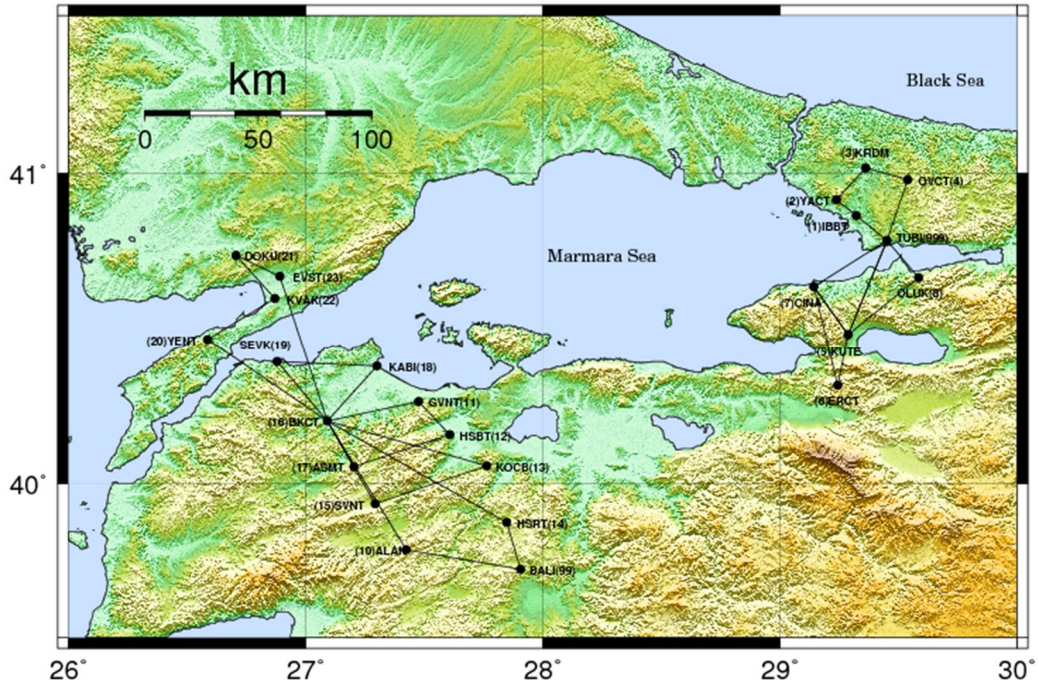 km
0 50 100
Black Sea
41°
(3)KRDM
OVCT(4)
(2)YACT
(1)IBBT
TUBI(999)
Marmara Sea
DOKU(21)
EVST(23)
KVAK(22)
(7)CINA
OLUK(8)
(20)YENT
SEVK(19)
(5)KUTE
KABI(18)
(6)ERCT
GVNT(11)
(16)BKCT
HSBT(12)
(17)ASMT
KOCB(13)
40°
(15)SVNT
HSRT(14)
(10)ALAN
BALI(99)
26° 27° 28° 29° 30°